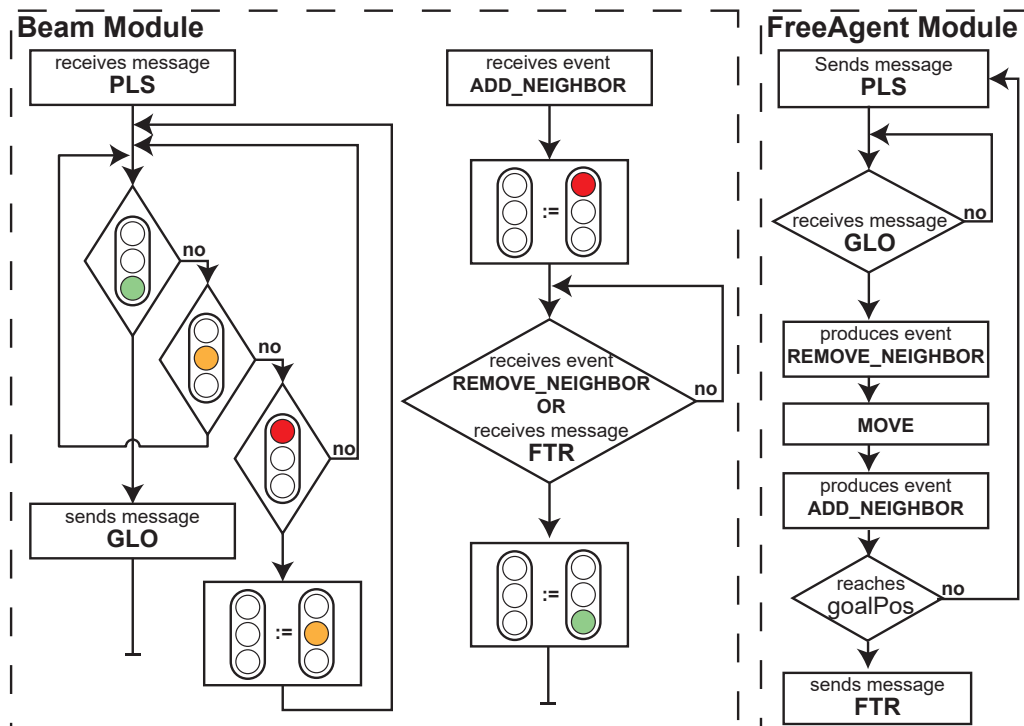 Beam Module
receives message
PLS
no
no
no
sends message
GLO
:=
receives event
ADD_NEIGHBOR
:=
receives event
REMOVE_NEIGHBOR
OR
receives message
FTR
no
:=
FreeAgent Module
Sends message
PLS
receives message
GLO
no
produces event
REMOVE_NEIGHBOR
MOVE
produces event
ADD_NEIGHBOR
reaches
goalPos
no
sends message
FTR